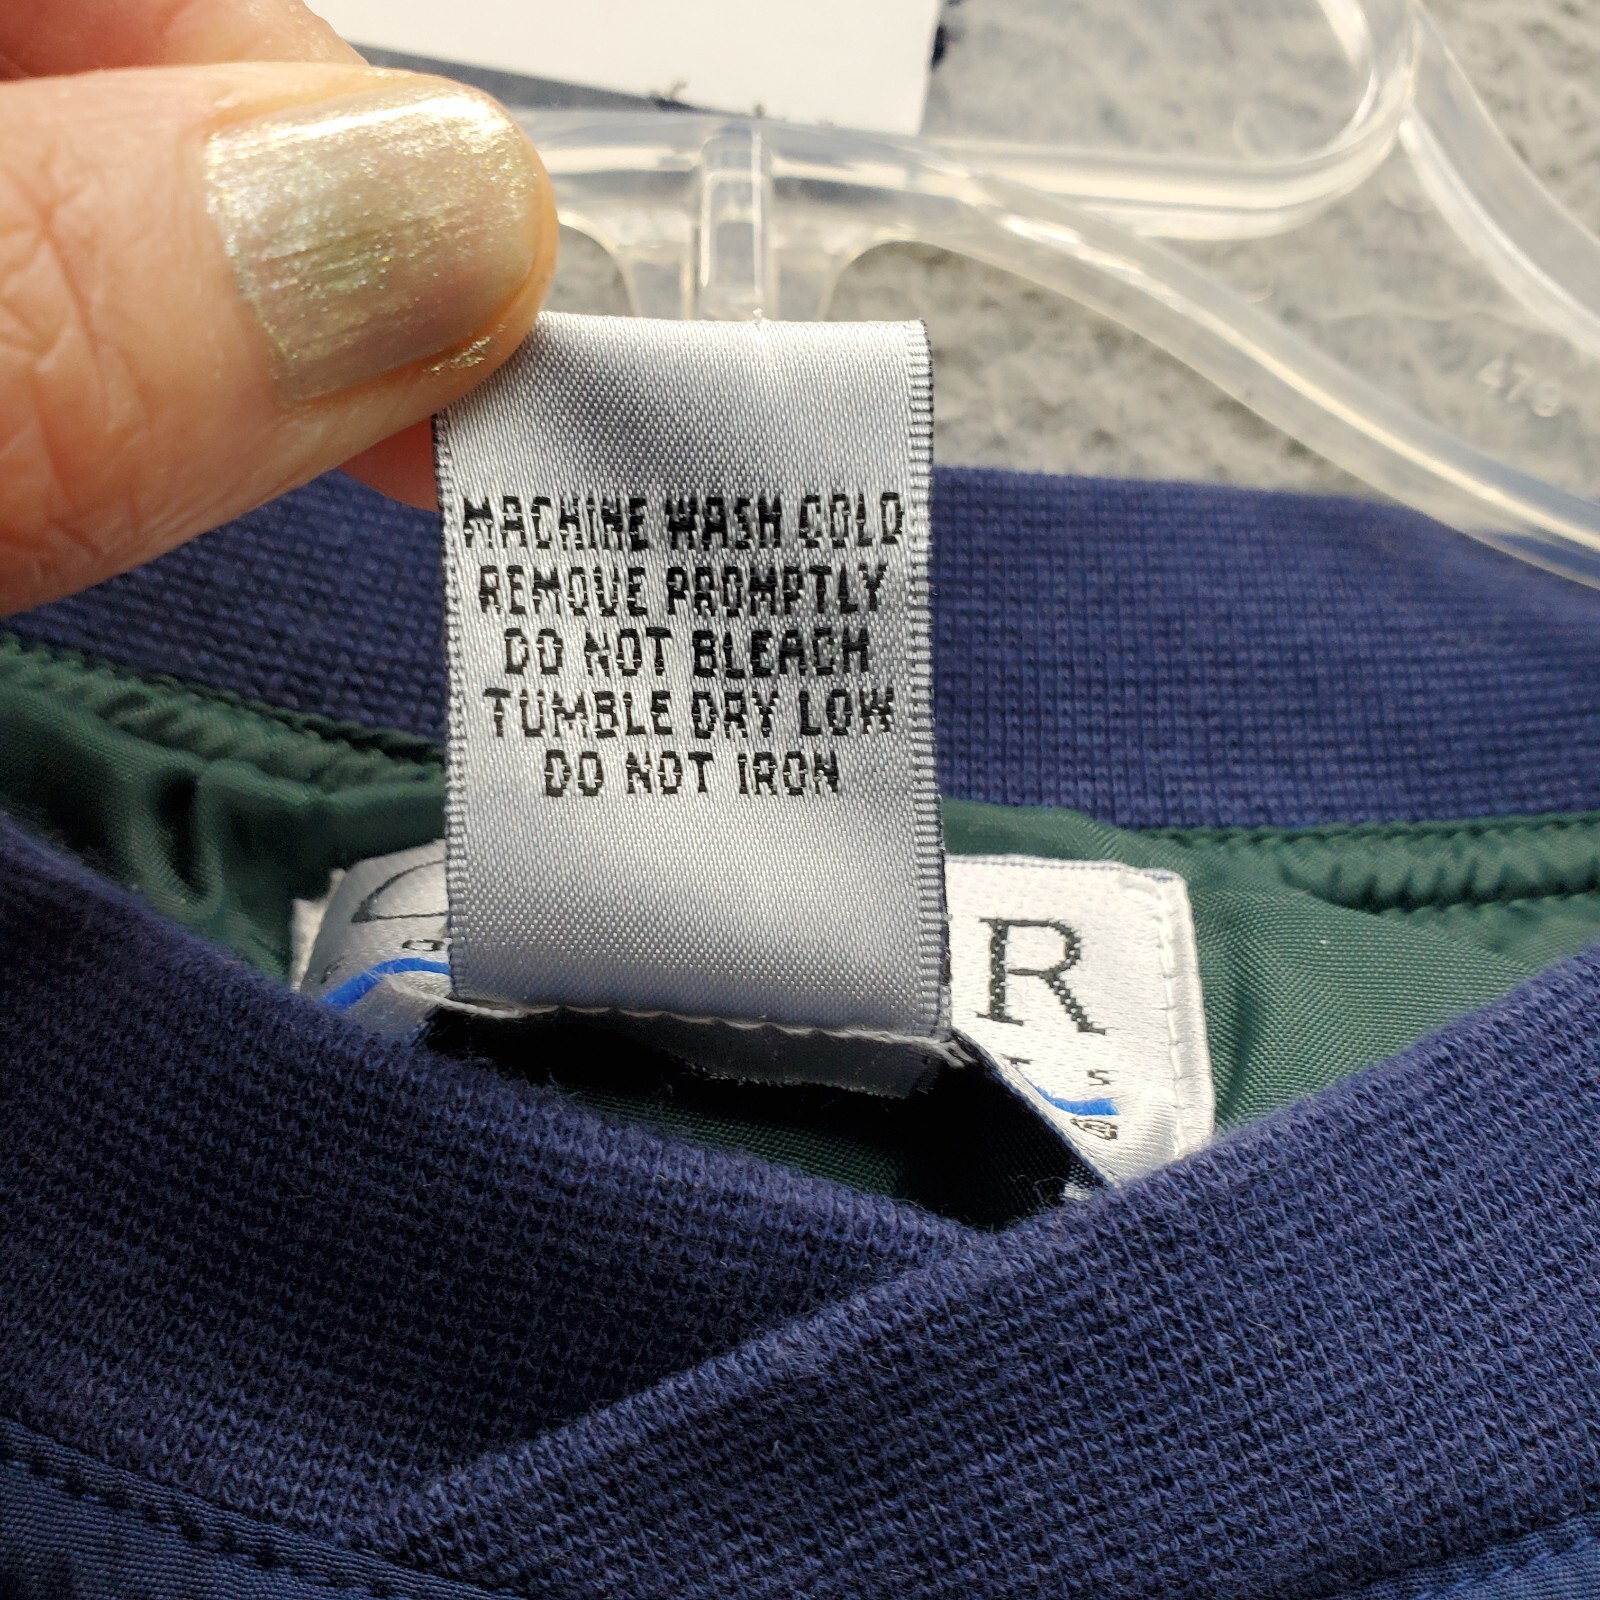 MACHINE WASH COLD
REMOVE PROMPTLY
DO NOT BLEACH
TUMBLE DRY LOW
DO NOT IRON
R
S
®